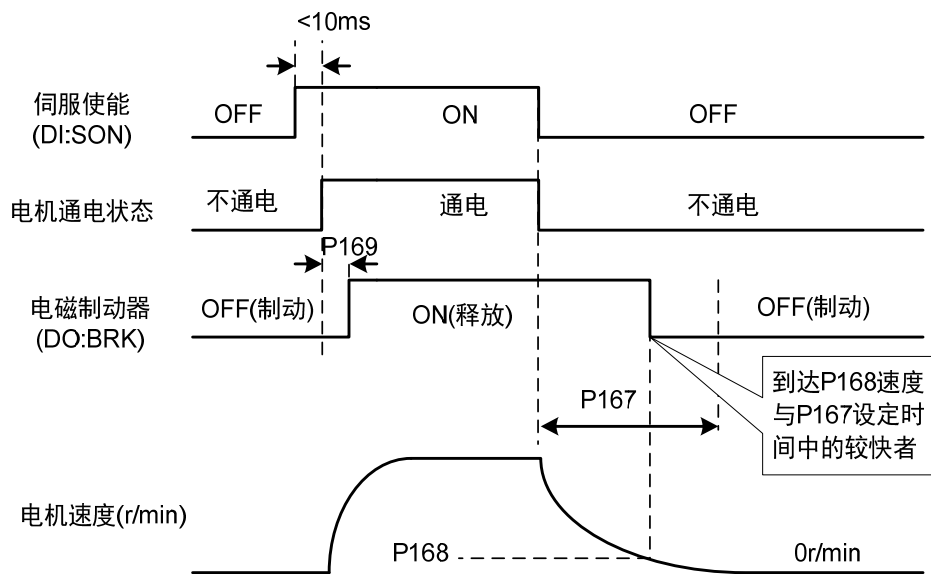 <10ms
伺服使能
(DI:SON)
OFF
ON
OFF
电机通电状态
不通电
通电
不通电
P169
电磁制动器
(DO:BRK)
OFF(制动)
ON(释放)
OFF(制动)
到达P168速度
与P167设定时
间中的较快者
P167
电机速度(r/min)
P168
0r/min